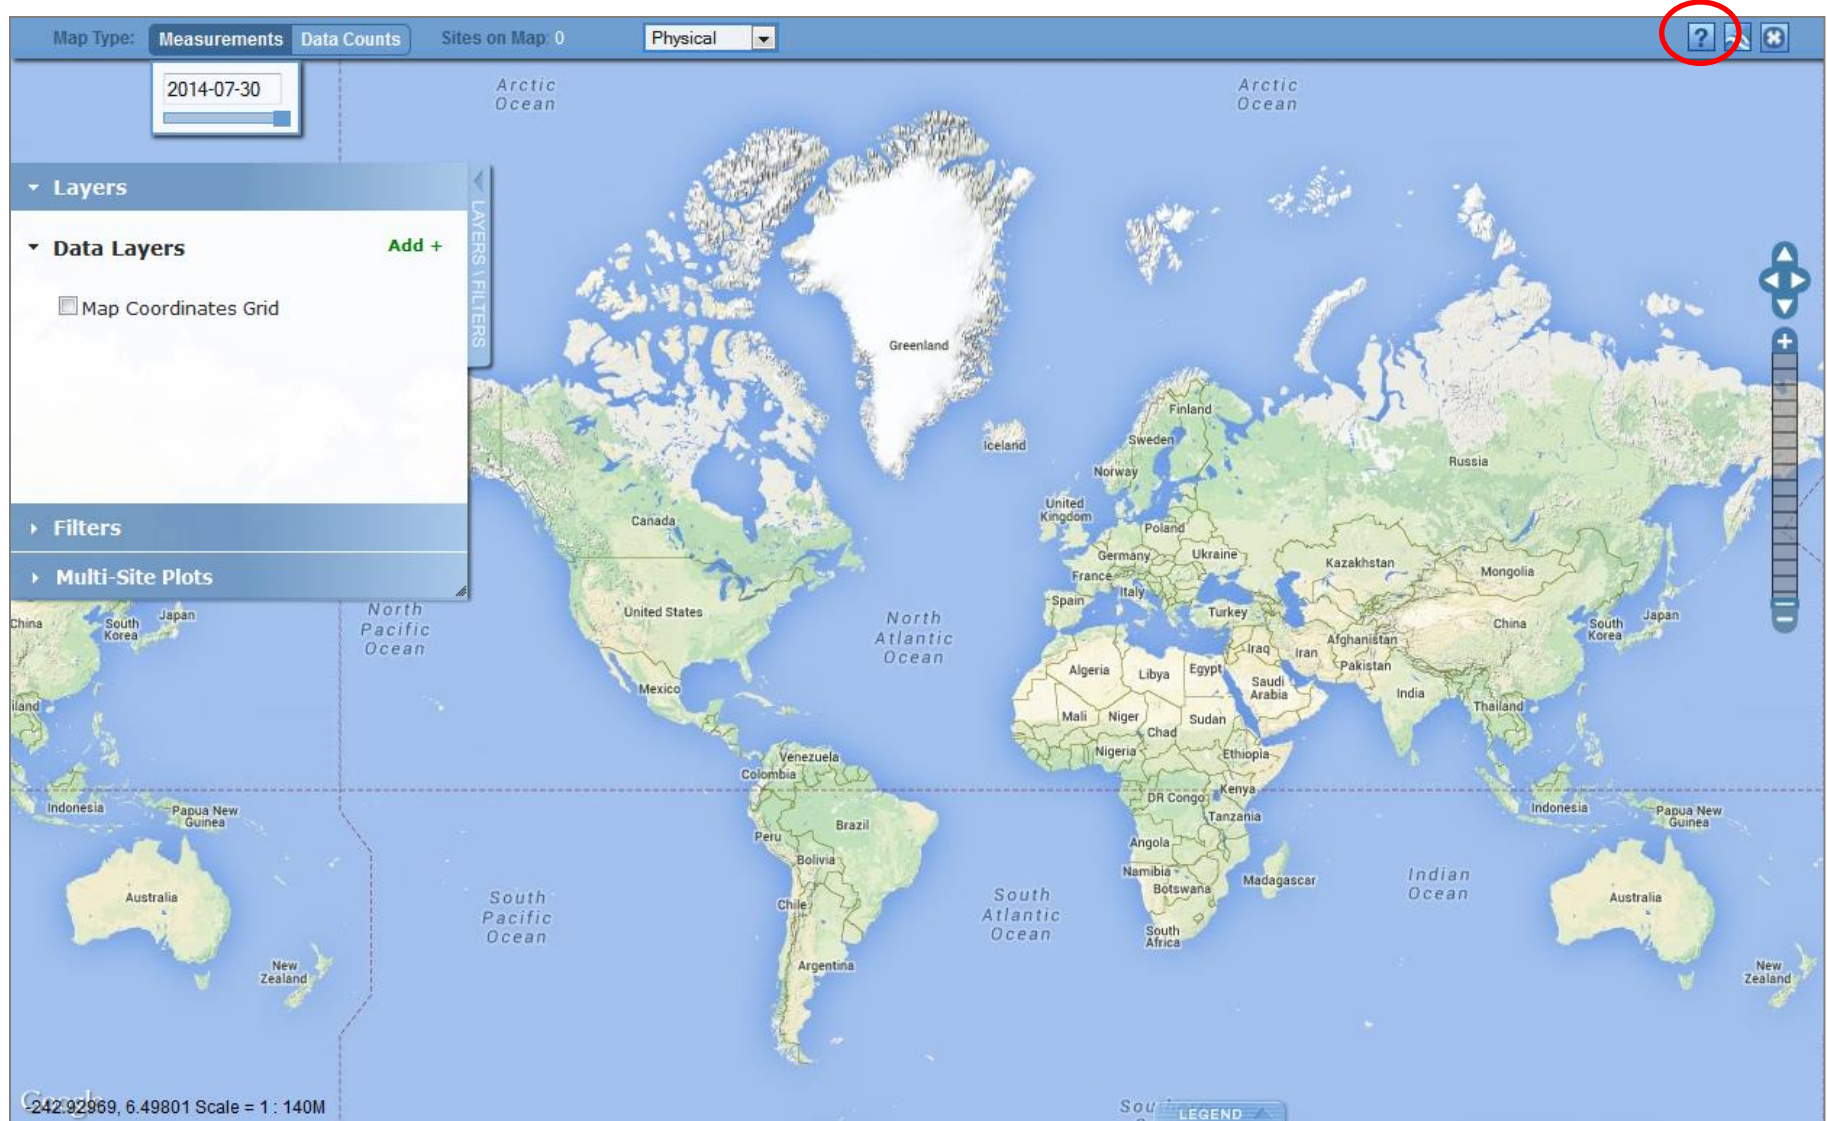 Map Type: Measurements Data Counts Sites on Map: 0 Physical ?
2014-07-30
Layers
Data Layers Add +
Map Coordinates Grid
Filters
Multi-Site Plots
LAYERS \ FILTERS
Arctic
Ocean
Arctic
Ocean
Greenland
Iceland
Finland
Sweden
Norway
Russia
United
Kingdom
Poland
Germany
Ukraine
France
Italy
Spain
Turkey
Kazakhstan
Mongolia
Canada
United States
Mexico
North
Pacific
Ocean
North
Atlantic
Ocean
China
South
Korea
Japan
Algeria
Libya
Egypt
Iraq
Iran
Afghanistan
Pakistan
Saudi
Arabia
India
Thailand
China
South
Korea
Japan
Mali
Niger
Chad
Sudan
Nigeria
Ethiopia
Venezuela
Colombia
DR Congo
Kenya
Tanzania
Indonesia
Papua New
Guinea
Indonesia
Papua New
Guinea
Brazil
Peru
Bolivia
Chile
Argentina
Angola
Namibia
Botswana
Madagascar
South
Africa
Indian
Ocean
Australia
New
Zealand
Australia
New
Zealand
South
Pacific
Ocean
South
Atlantic
Ocean
Google
-242.92969, 6.49801 Scale = 1 : 140M
LEGEND